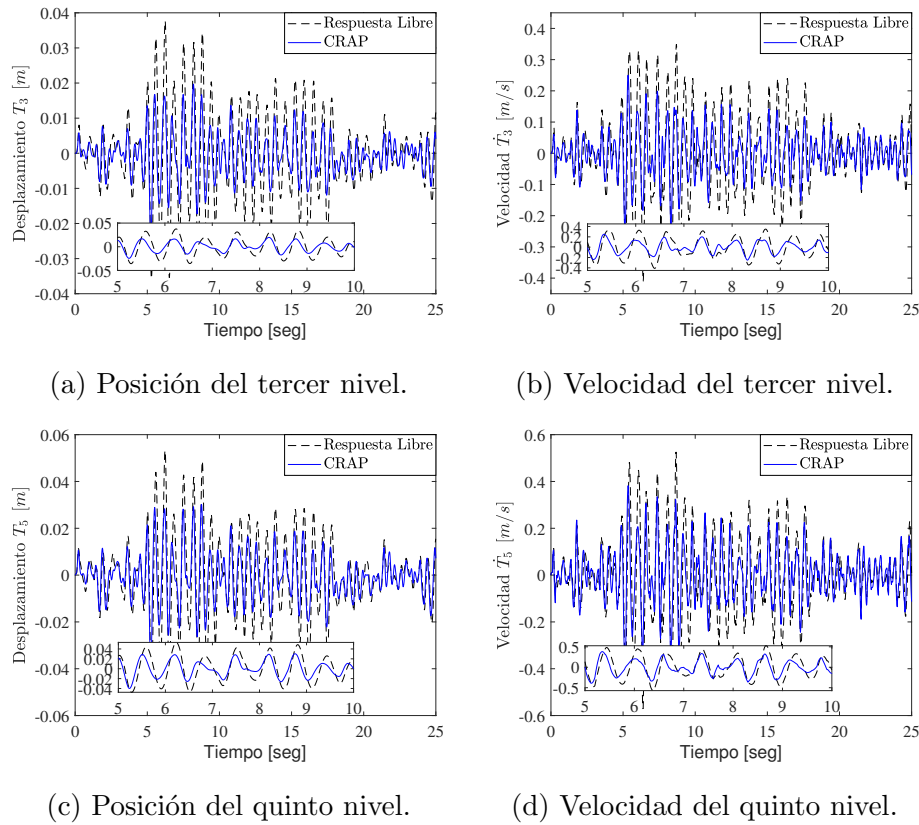 Respuesta Libre
CRAP
Desplazamiento T₃ [m]
0.04
0.03
0.02
0.01
0
-0.01
-0.02
-0.03
-0.04
0.05
0
-0.05
5 6 7 8 9 10
0 5 10 15 20 25
Tiempo [seg]
(a) Posición del tercer nivel.
Respuesta Libre
CRAP
Velocidad Ṫ₃ [m/s]
0.4
0.3
0.2
0.1
0
-0.1
-0.2
-0.3
-0.4
0.4
0.2
0
-0.2
-0.4
5 6 7 8 9 10
0 5 10 15 20 25
Tiempo [seg]
(b) Velocidad del tercer nivel.
Respuesta Libre
CRAP
Desplazamiento T₅ [m]
0.06
0.04
0.02
0
-0.02
-0.04
-0.06
0.04
0.02
0
-0.02
-0.04
5 6 7 8 9 10
0 5 10 15 20 25
Tiempo [seg]
(c) Posición del quinto nivel.
Respuesta Libre
CRAP
Velocidad Ṫ₅ [m/s]
0.6
0.4
0.2
0
-0.2
-0.4
-0.6
0.5
0
-0.5
5 6 7 8 9 10
0 5 10 15 20 25
Tiempo [seg]
(d) Velocidad del quinto nivel.